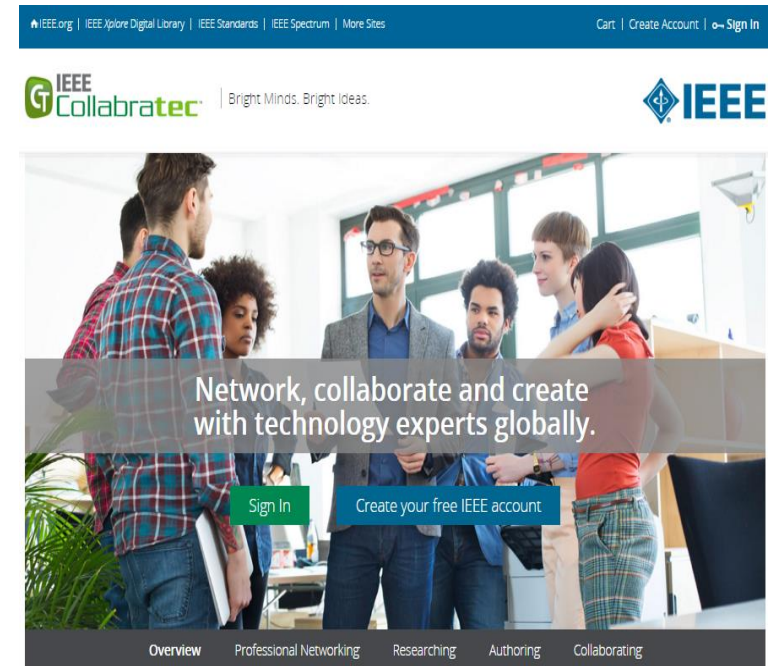 IEEE.org | IEEE Xplore Digital Library | IEEE Standards | IEEE Spectrum | More Sites
Cart | Create Account | Sign In
IEEE
Collabratec
Bright Minds. Bright Ideas.
IEEE
Network, collaborate and create
with technology experts globally.
Sign In
Create your free IEEE account
Overview
Professional Networking
Researching
Authoring
Collaborating